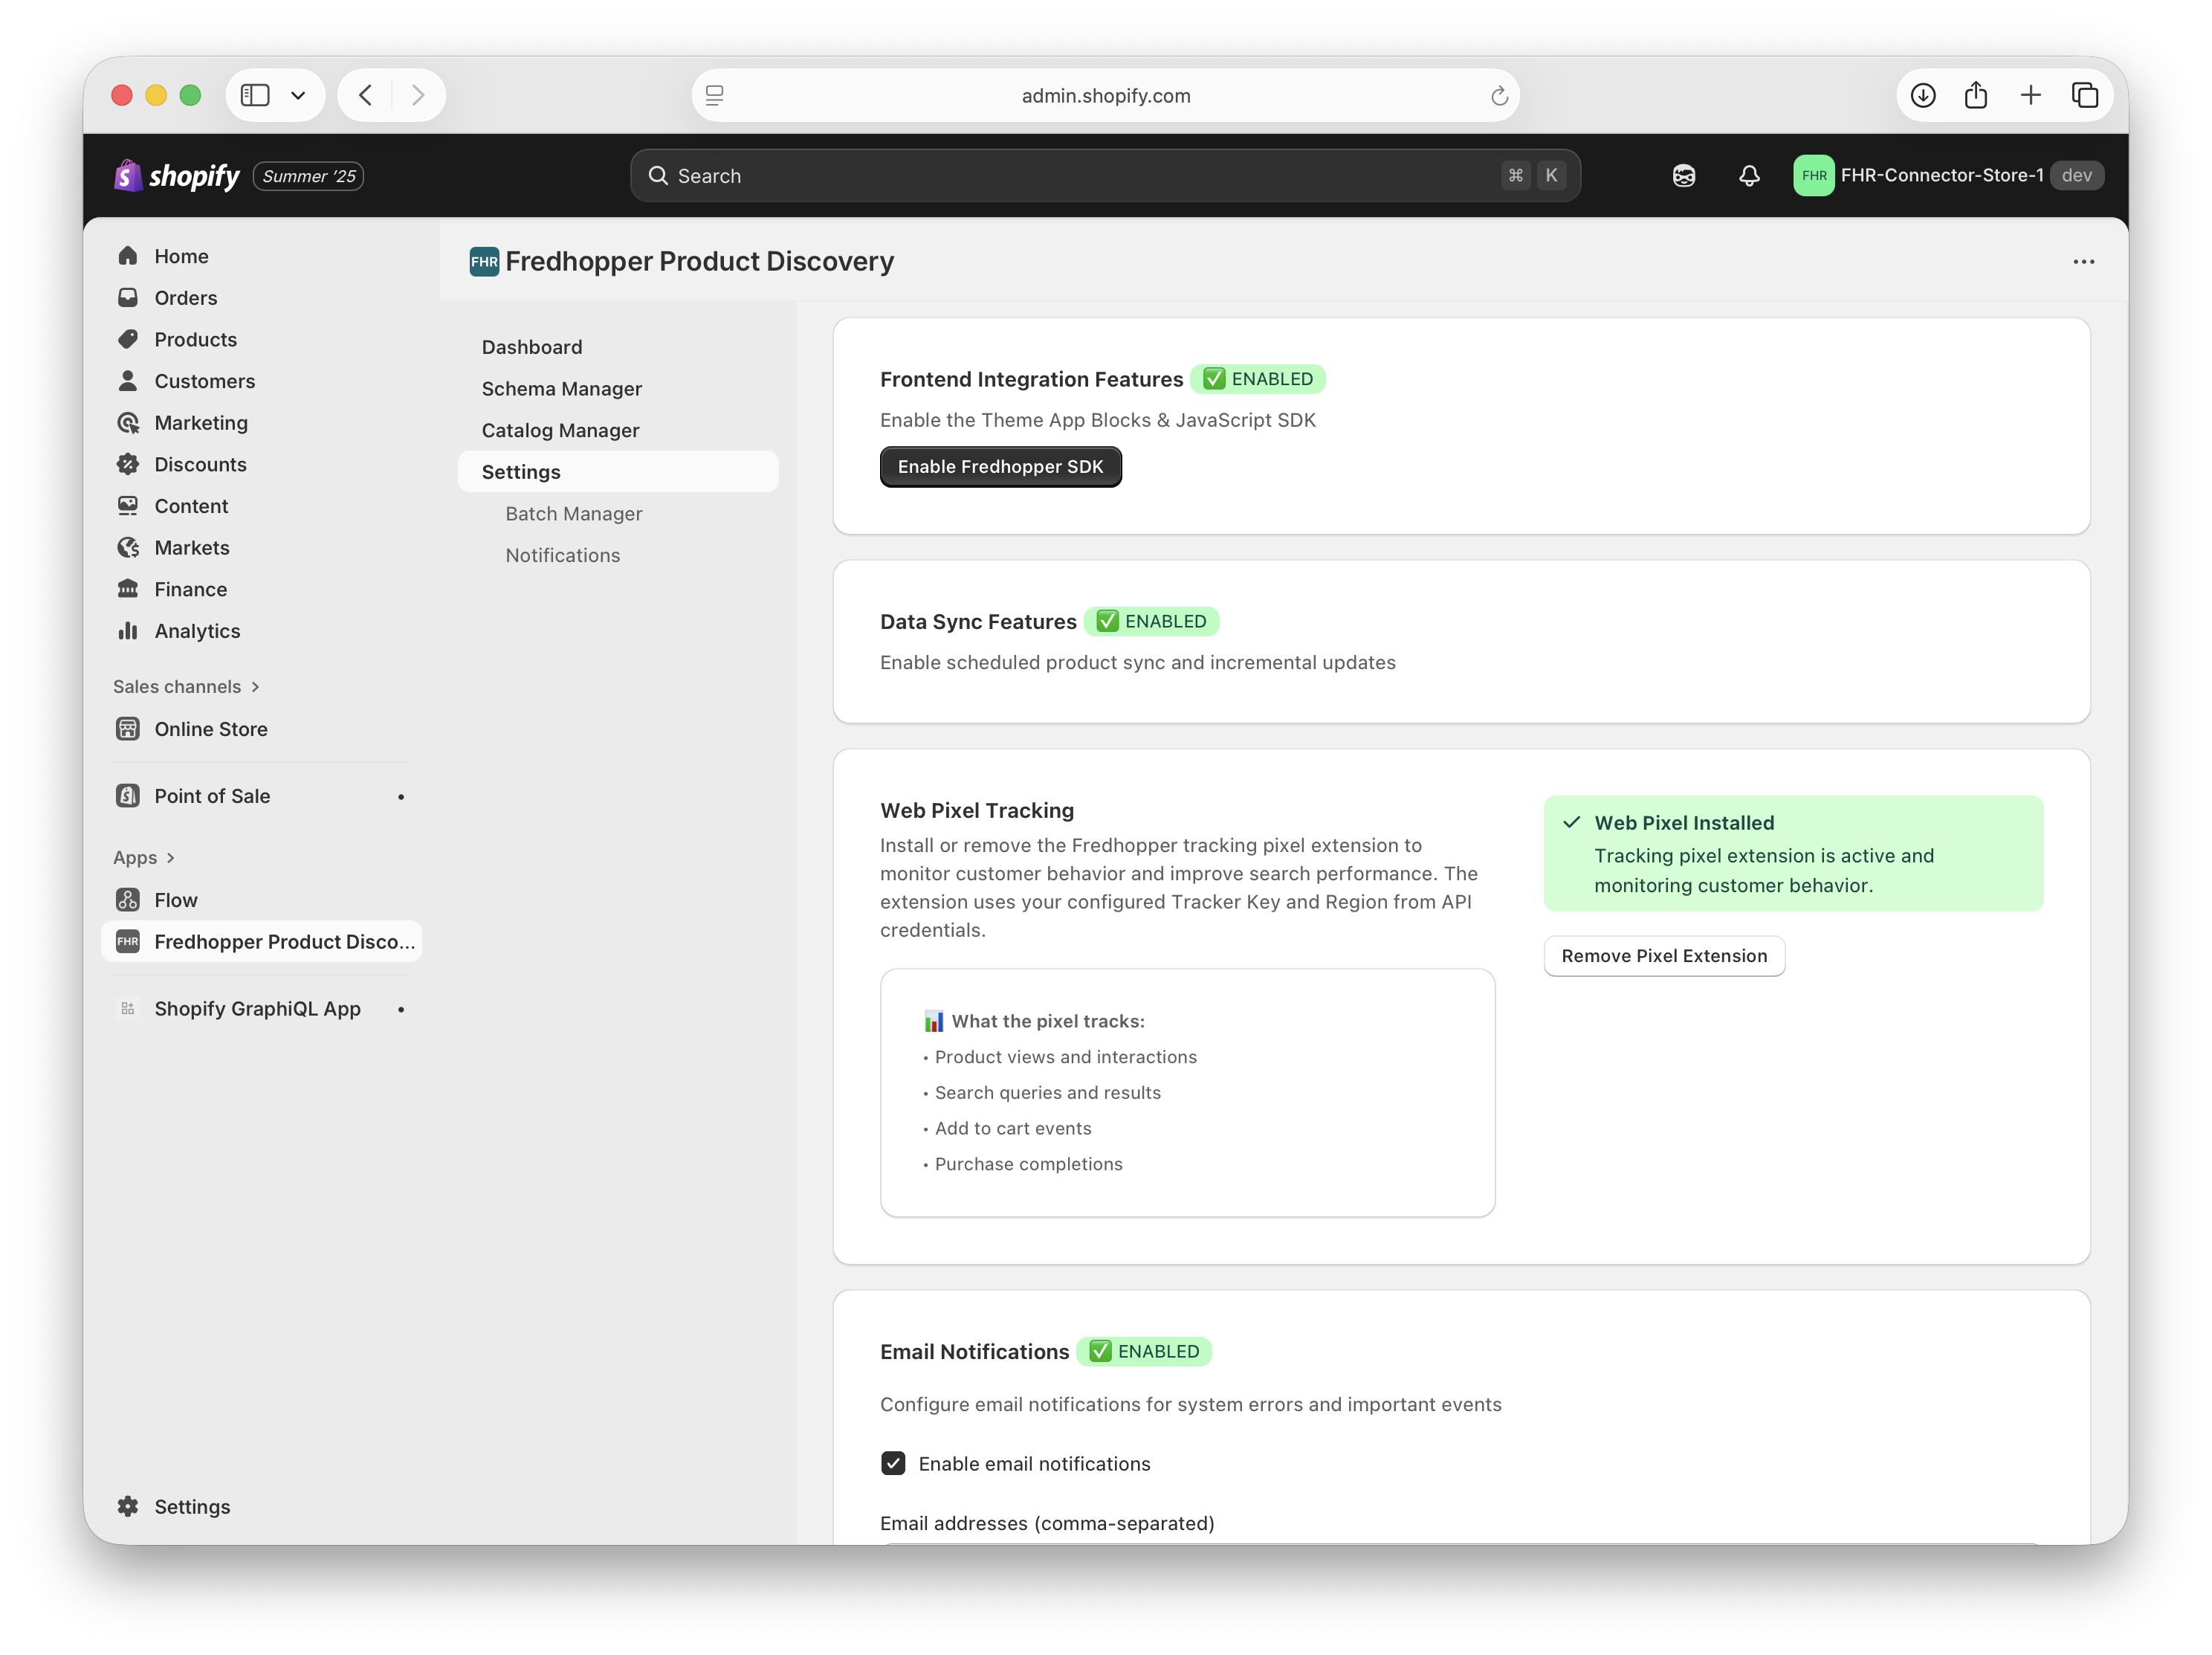 admin.shopify.com
shopify
Summer '25
Search
⌘ K
FHR
FHR-Connector-Store-1
dev
Home
Orders
Products
Customers
Marketing
Discounts
Content
Markets
Finance
Analytics
Sales channels
Online Store
Point of Sale
Apps
Flow
FHR
Fredhopper Product Disco...
Shopify GraphiQL App
Settings
FHR
Fredhopper Product Discovery
Dashboard
Schema Manager
Catalog Manager
Settings
Batch Manager
Notifications
Frontend Integration Features ✅ ENABLED
Enable the Theme App Blocks & JavaScript SDK
Enable Fredhopper SDK
Data Sync Features ✅ ENABLED
Enable scheduled product sync and incremental updates
Web Pixel Tracking
Install or remove the Fredhopper tracking pixel extension to
monitor customer behavior and improve search performance. The
extension uses your configured Tracker Key and Region from API
credentials.
📊 What the pixel tracks:
• Product views and interactions
• Search queries and results
• Add to cart events
• Purchase completions
Web Pixel Installed
Tracking pixel extension is active and
monitoring customer behavior.
Remove Pixel Extension
Email Notifications ✅ ENABLED
Configure email notifications for system errors and important events
Enable email notifications
Email addresses (comma-separated)